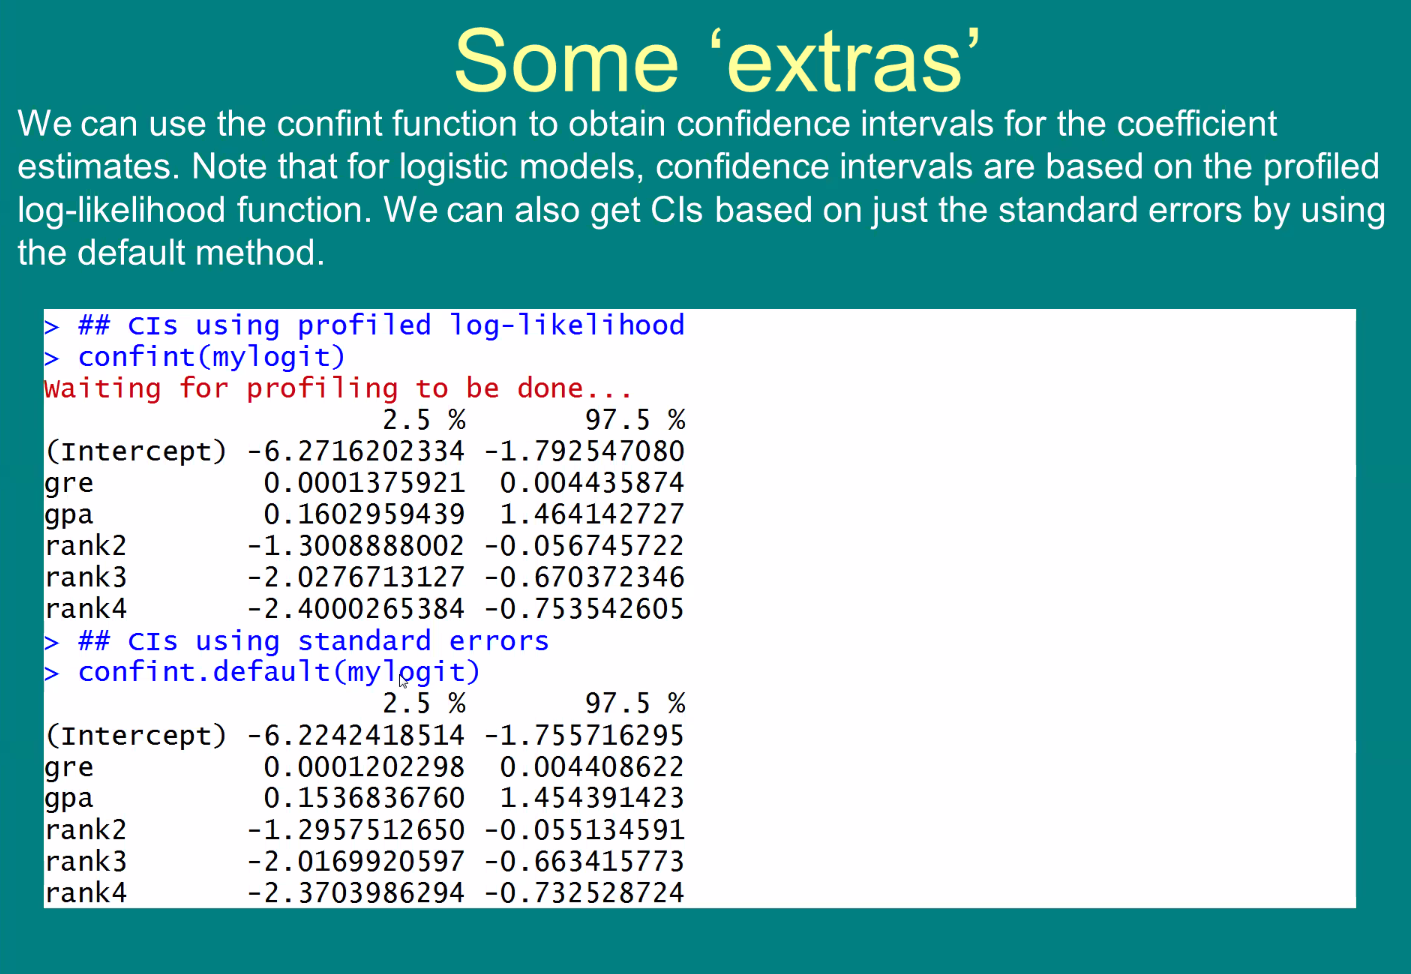 Some ‘extras’
We can use the confint function to obtain confidence intervals for the coefficient
estimates. Note that for logistic models, confidence intervals are based on the profiled
log-likelihood function. We can also get CIs based on just the standard errors by using
the default method.
> ## CIs using profiled log-likelihood
> confint(mylogit)
Waiting for profiling to be done...
2.5 % 97.5 %
(Intercept) -6.2716202334 -1.792547080
gre 0.0001375921 0.004435874
gpa 0.1602959439 1.464142727
rank2 -1.3008888002 -0.056745722
rank3 -2.0276713127 -0.670372346
rank4 -2.4000265384 -0.753542605
> ## CIs using standard errors
> confint.default(mylogit)
2.5 % 97.5 %
(Intercept) -6.2242418514 -1.755716295
gre 0.0001202298 0.004408622
gpa 0.1536836760 1.454391423
rank2 -1.2957512650 -0.055134591
rank3 -2.0169920597 -0.663415773
rank4 -2.3703986294 -0.732528724